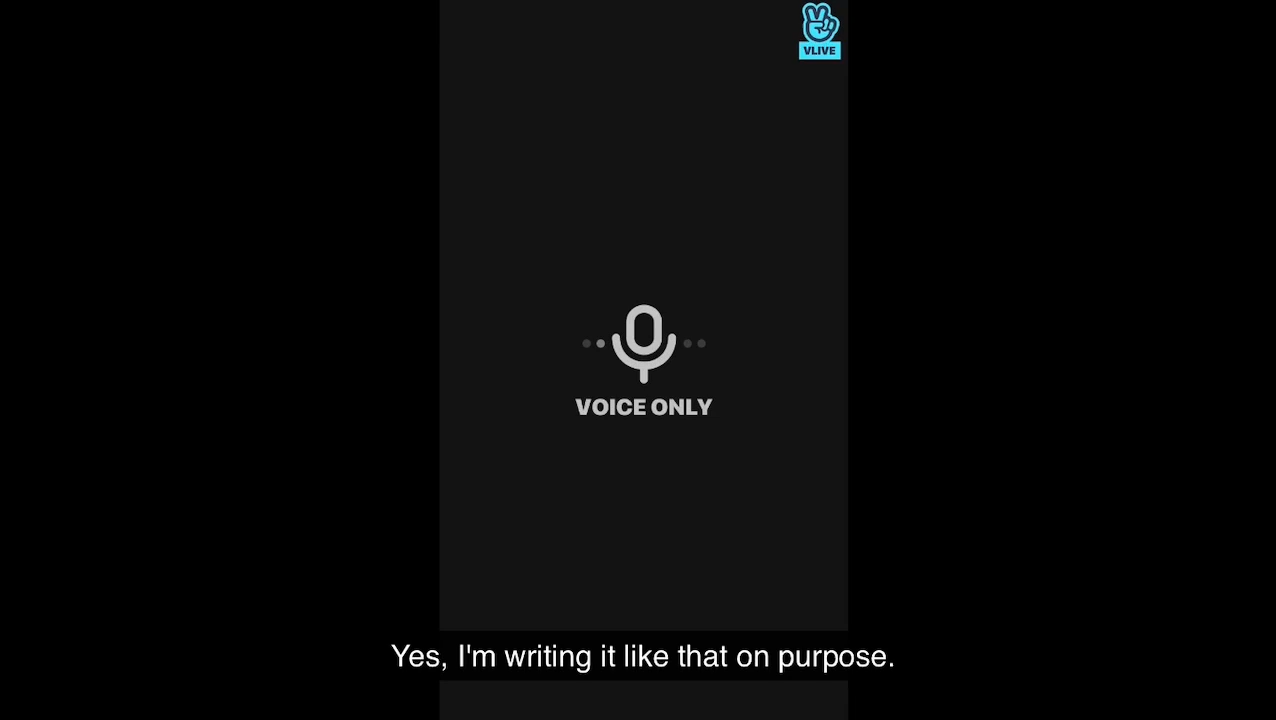 VLIVE
VOICE ONLY
Yes, I'm writing it like that on purpose.